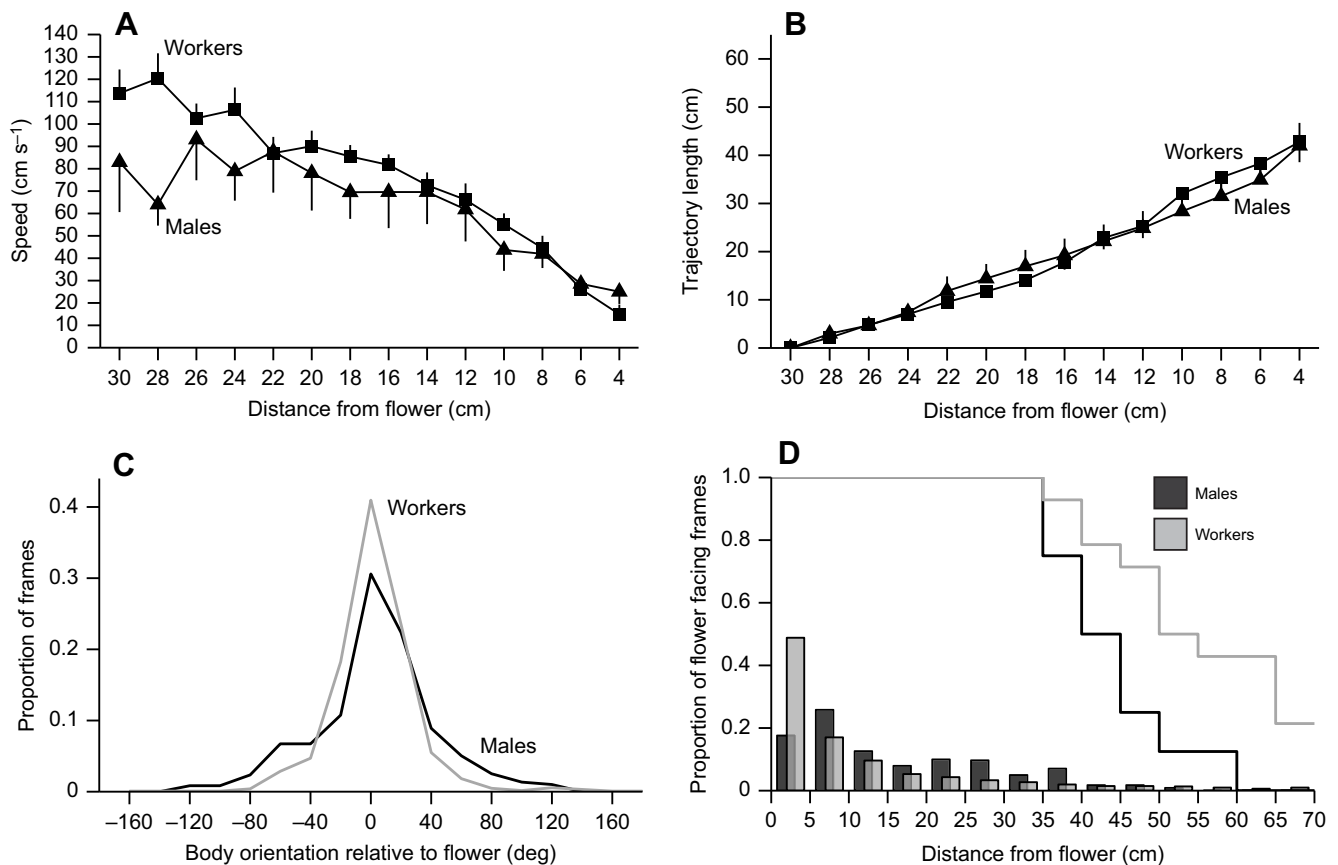 A
Workers
Males
Speed (cm s–1)
140
130
120
110
100
90
80
70
60
50
40
30
20
10
0
30 28 26 24 22 20 18 16 14 12 10 8 6 4
Distance from flower (cm)
B
Workers
Males
Trajectory length (cm)
60
50
40
30
20
10
0
30 28 26 24 22 20 18 16 14 12 10 8 6 4
Distance from flower (cm)
C
Workers
Males
Proportion of frames
0.4
0.3
0.2
0.1
0
–160 –120 –80 –40 0 40 80 120 160
Body orientation relative to flower (deg)
D
Males
Workers
Proportion of flower facing frames
1.0
0.8
0.6
0.4
0.2
0
0 5 10 15 20 25 30 35 40 45 50 55 60 65 70
Distance from flower (cm)